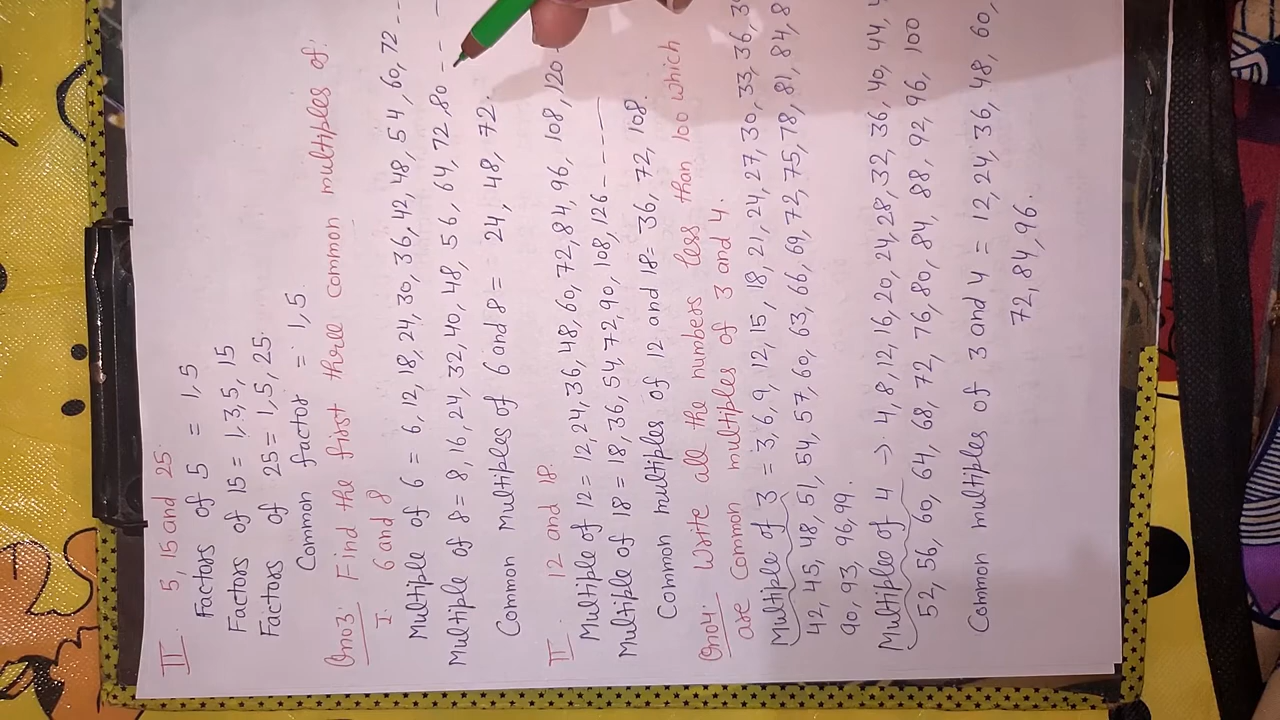 II. 5, 15 and 25.
Factors of 5 = 1, 5
Factors of 15 = 1, 3, 5, 15
Factors of 25 = 1, 5, 25.
Common factor = 1, 5.
Qno3: Find the first three common multiples of:
I. 6 and 8
Multiple of 6 = 6, 12, 18, 24, 30, 36, 42, 48, 54, 60, 72 --
Multiple of 8 = 8, 16, 24, 32, 40, 48, 56, 64, 72, 80 ---
Common multiples of 6 and 8 = 24, 48, 72.
II 12 and 18.
Multiple of 12 = 12, 24, 36, 48, 60, 72, 84, 96, 108, 120 -
Multiple of 18 = 18, 36, 54, 72, 90, 108, 126 -----
Common multiples of 12 and 18 = 36, 72, 108.
Qno4: Write all the numbers less than 100 which
are common multiples of 3 and 4.
Multiple of 3 = 3, 6, 9, 12, 15, 18, 21, 24, 27, 30, 33, 36,
42, 45, 48, 51, 54, 57, 60, 63, 66, 69, 72, 75, 78, 81, 84,
90, 93, 96, 99.
Multiple of 4 → 4, 8, 12, 16, 20, 24, 28, 32, 36, 40, 44,
52, 56, 60, 64, 68, 72, 76, 80, 84, 88, 92, 96, 100
Common multiples of 3 and 4 = 12, 24, 36, 48, 60,
72, 84, 96.